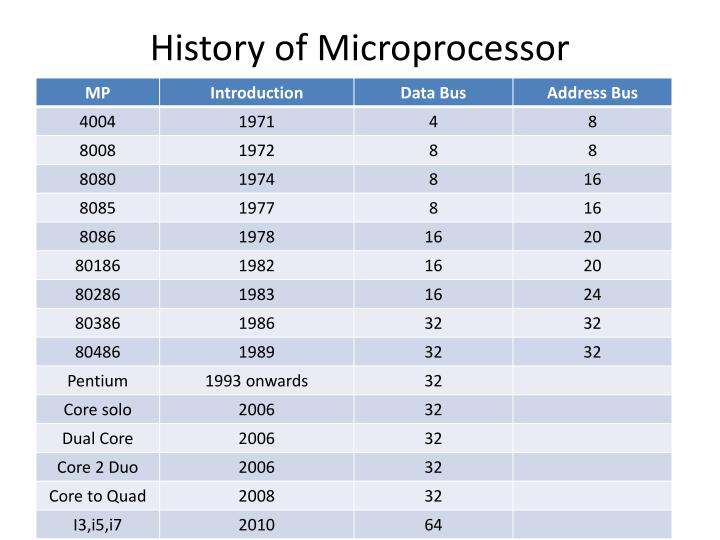 History of Microprocessor
MP Introduction Data Bus Address Bus
4004 1971 4 8
8008 1972 8 8
8080 1974 8 16
8085 1977 8 16
8086 1978 16 20
80186 1982 16 20
80286 1983 16 24
80386 1986 32 32
80486 1989 32 32
Pentium 1993 onwards 32
Core solo 2006 32
Dual Core 2006 32
Core 2 Duo 2006 32
Core to Quad 2008 32
I3,i5,i7 2010 64